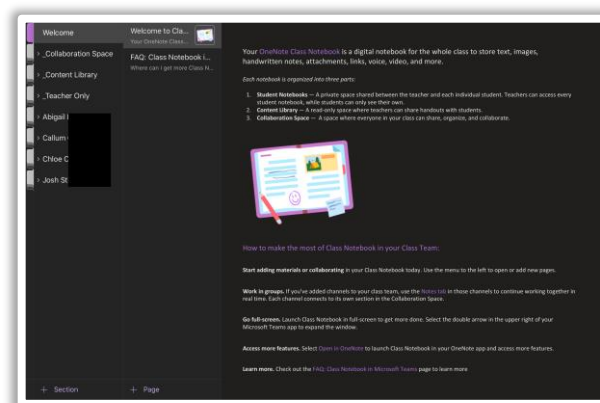 Welcome
_Collaboration Space
_Content Library
_Teacher Only
Abigail
Callum
Chloe C
Josh St
+ Section
Welcome to Cla...
Your OneNote Class...
FAQ: Class Notebook i...
Where can I get more Class N...
+ Page
Your OneNote Class Notebook is a digital notebook for the whole class to store text, images,
handwritten notes, attachments, links, voice, video, and more.
Each notebook is organized into three parts:
1. Student Notebooks — A private space shared between the teacher and each individual student. Teachers can access every
student notebook, while students can only see their own.
2. Content Library — A read-only space where teachers can share handouts with students.
3. Collaboration Space — A space where everyone in your class can share, organize, and collaborate.
How to make the most of Class Notebook in your Class Team:
Start adding materials or collaborating in your Class Notebook today. Use the menu to the left to open or add new pages.
Work in groups. If you've added channels to your class team, use the Notes tab in those channels to continue working together in
real time. Each channel connects to its own section in the Collaboration Space.
Go full-screen. Launch Class Notebook in full-screen to get more done. Select the double arrow in the upper right of your
Microsoft Teams app to expand the window.
Access more features. Select Open in OneNote to launch Class Notebook in your OneNote app and access more features.
Learn more. Check out the FAQ: Class Notebook in Microsoft Teams page to learn more